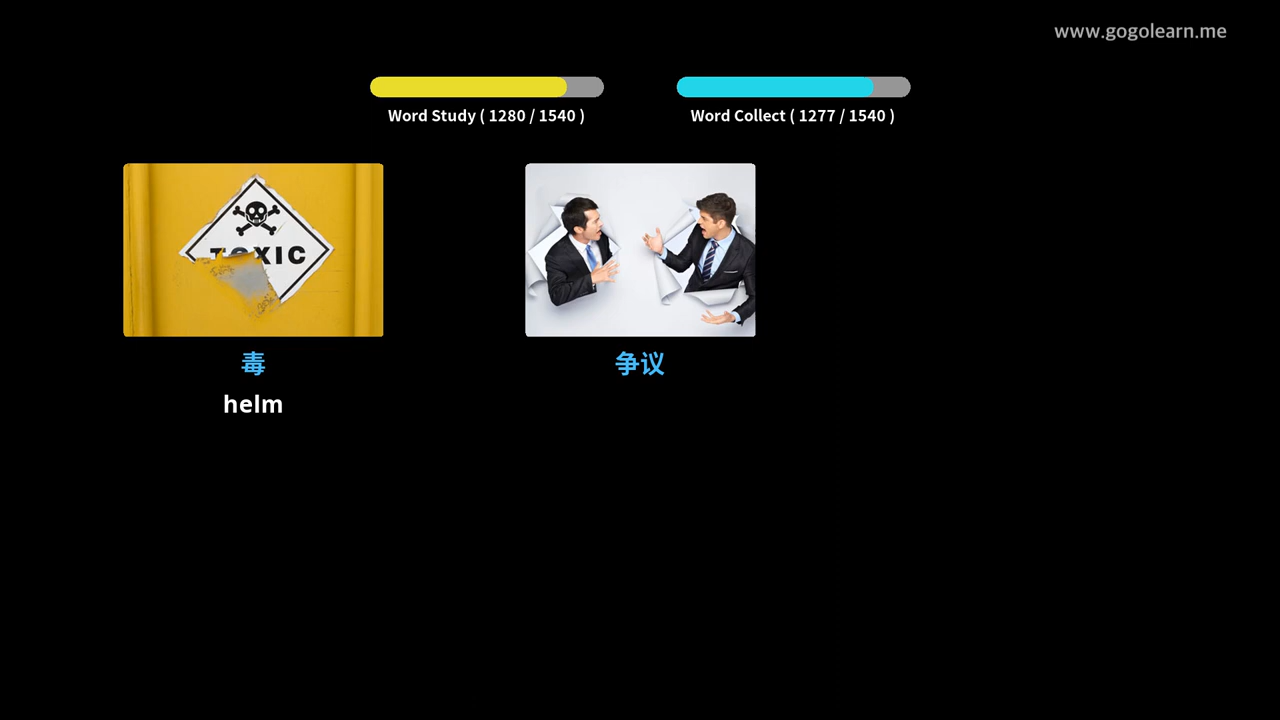 www.gogolearn.me
Word Study ( 1280 / 1540 )
Word Collect ( 1277 / 1540 )
TOXIC
毒
helm
争议